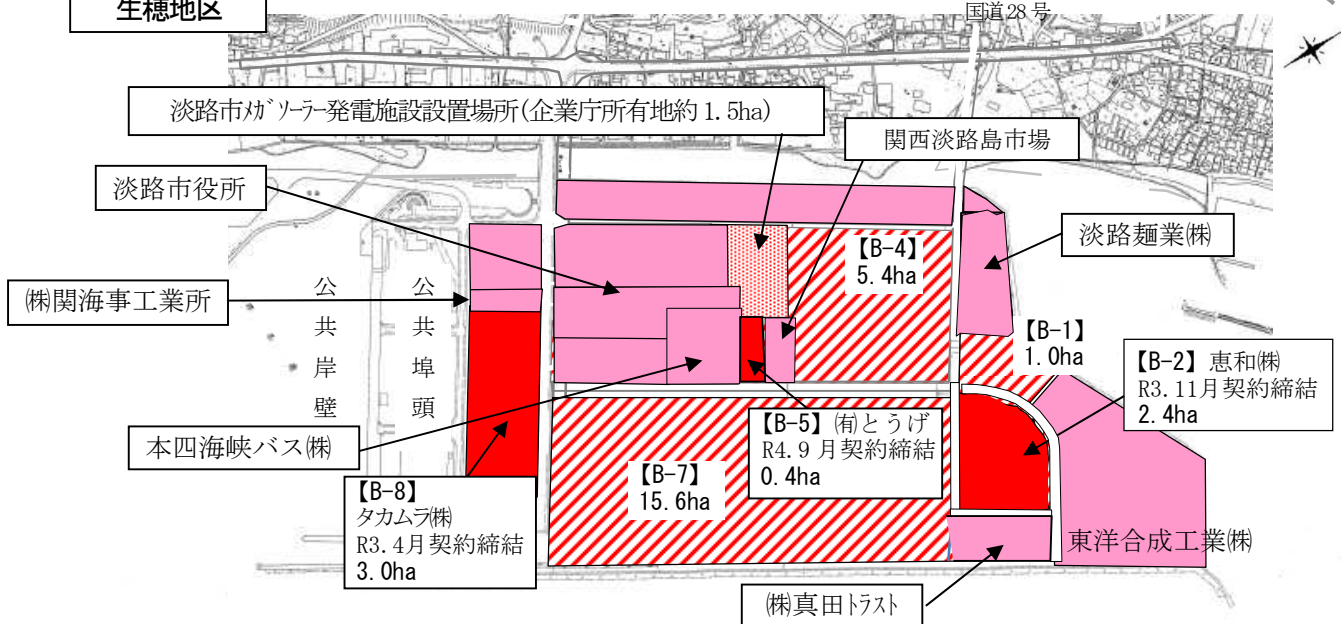 生穂地区
国道28号
淡路市ﾒｶﾞｿｰﾗｰ発電施設設置場所(企業庁所有地約1.5ha)
関西淡路島市場
淡路市役所
淡路麺業㈱
【B-4】
5.4ha
㈱関海事工業所
公共岸壁
公共埠頭
【B-1】
1.0ha
【B-2】恵和㈱
R3.11月契約締結
2.4ha
本四海峡バス㈱
【B-5】㈲とうげ
R4.9月契約締結
0.4ha
【B-7】
15.6ha
【B-8】
タカムラ㈱
R3.4月契約締結
3.0ha
東洋合成工業㈱
㈱真田ﾄﾗｽﾄ